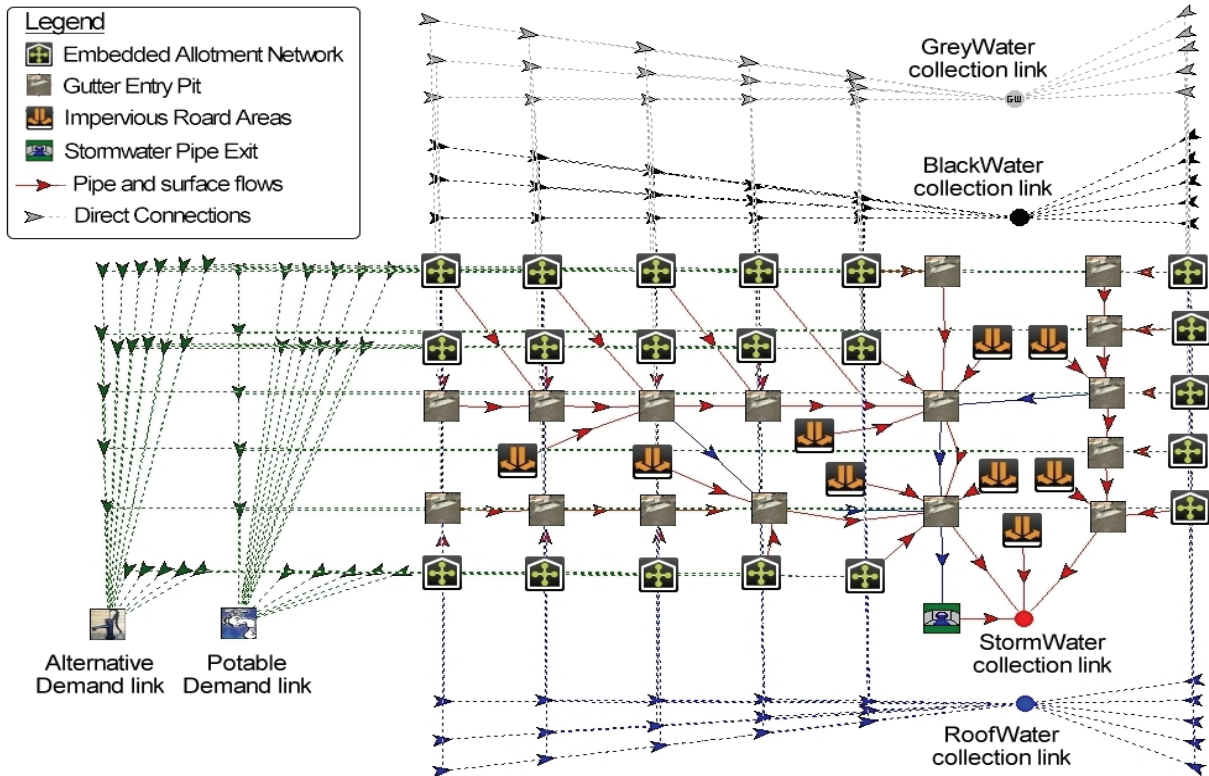 Legend
Embedded Allotment Network
Gutter Entry Pit
Impervious Roard Areas
Stormwater Pipe Exit
Pipe and surface flows
Direct Connections
GreyWater
collection link
GW
BlackWater
collection link
Alternative
Demand link
Potable
Demand link
StormWater
collection link
RoofWater
collection link